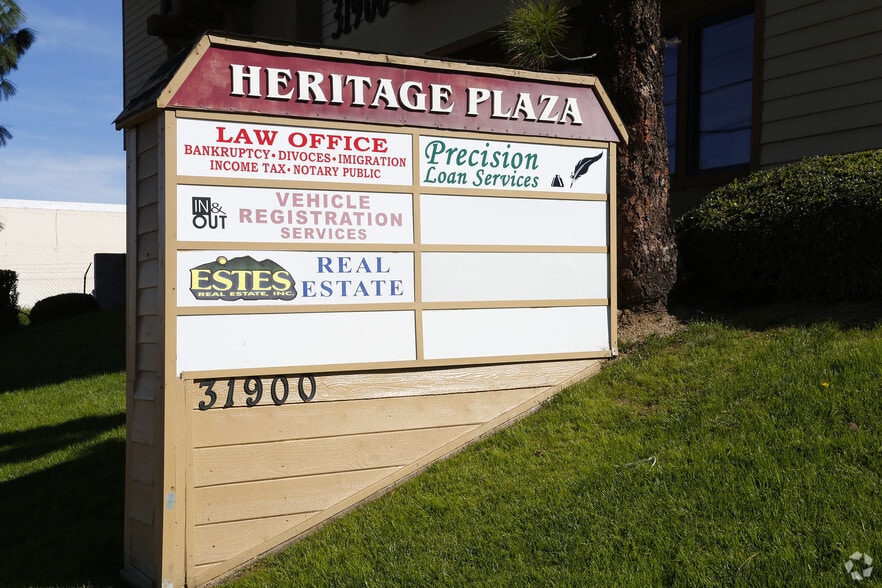 31900
HERITAGE PLAZA
LAW OFFICE
BANKRUPTCY • DIVOCES • IMIGRATION
INCOME TAX • NOTARY PUBLIC
Precision
Loan Services
IN &
OUT
VEHICLE
REGISTRATION
SERVICES
ESTES
REAL ESTATE, INC.
REAL
ESTATE
31900